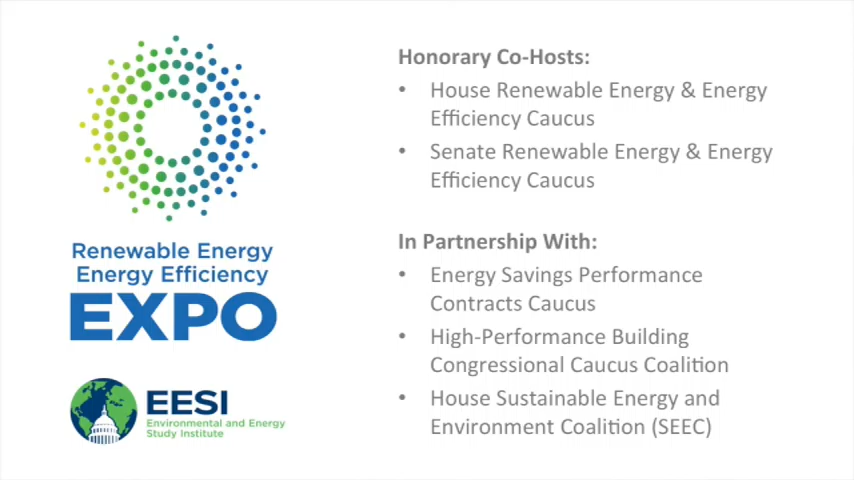 Renewable Energy
Energy Efficiency
EXPO
EESI
Environmental and Energy
Study Institute
Honorary Co-Hosts:
• House Renewable Energy & Energy
Efficiency Caucus
• Senate Renewable Energy & Energy
Efficiency Caucus
In Partnership With:
• Energy Savings Performance
Contracts Caucus
• High-Performance Building
Congressional Caucus Coalition
• House Sustainable Energy and
Environment Coalition (SEEC)